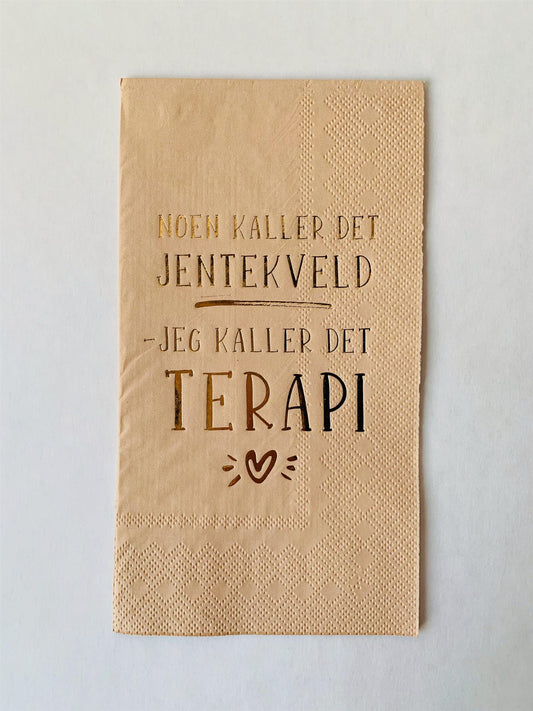 NOEN KALLER DET
JENTEKVELD
-JEG KALLER DET
TERAPI